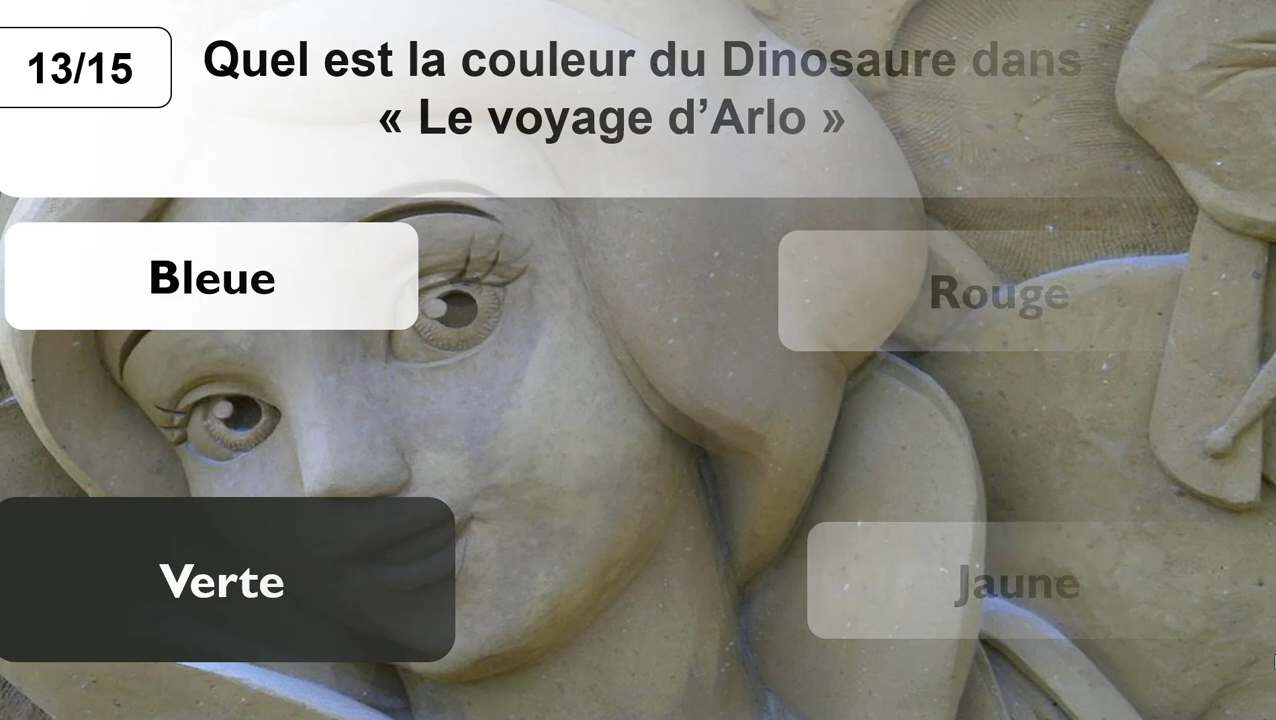 13/15
Quel est la couleur du Dinosaure dans
« Le voyage d’Arlo »
Bleue
Rouge
Verte
Jaune